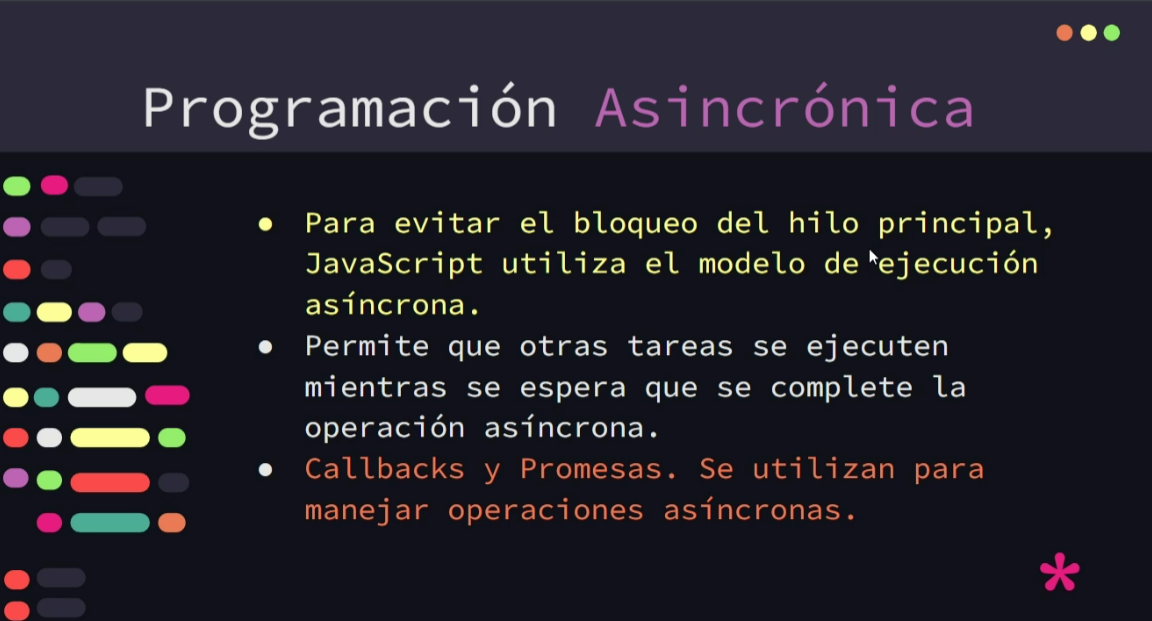 Programación Asincrónica
● Para evitar el bloqueo del hilo principal,
JavaScript utiliza el modelo de ejecución
asíncrona.
● Permite que otras tareas se ejecuten
mientras se espera que se complete la
operación asíncrona.
● Callbacks y Promesas. Se utilizan para
manejar operaciones asíncronas.
*